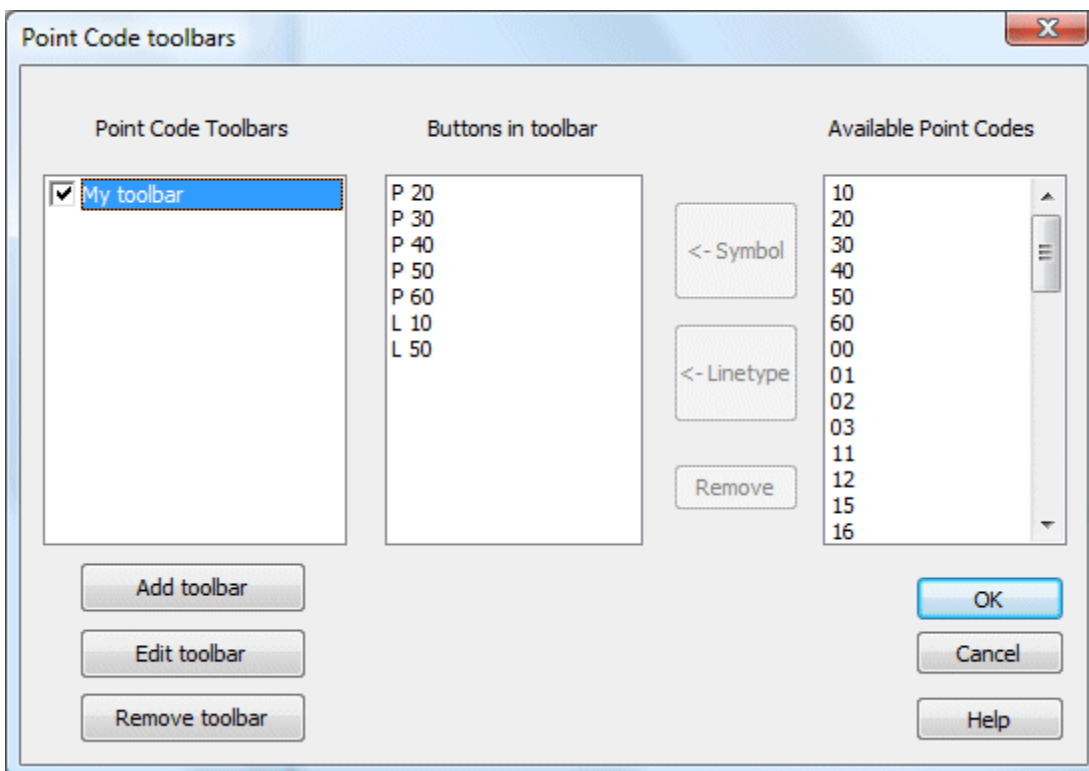 Point Code toolbars
Point Code Toolbars
Buttons in toolbar
Available Point Codes
My toolbar
P 20
P 30
P 40
P 50
P 60
L 10
L 50
<- Symbol
<- Linetype
Remove
10
20
30
40
50
60
00
01
02
03
11
12
15
16
Add toolbar
Edit toolbar
Remove toolbar
OK
Cancel
Help